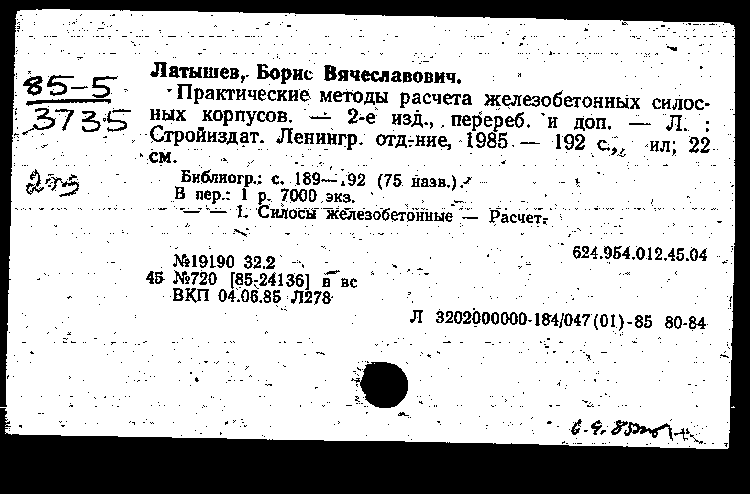 Латышев, Борис Вячеславович.
85-5
3735
Практические методы расчета железобетонных силос-
ных корпусов. — 2-е изд., перераб. и доп. — Л. :
Стройиздат. Ленингр. отд-ние, 1985. — 192 с., ил; 22
см.
Библиогр.: с. 189—192 (75 назв.).
В пер.: 1 р. 7000 экз.
— — 1. Силосы железобетонные — Расчет.
624.954.012.45.04
№19190 32.2
45 №720 [85-24136] п вс
ВКП 04.06.85 Л278
Л 3202000000-184/047(01)-85 80-84